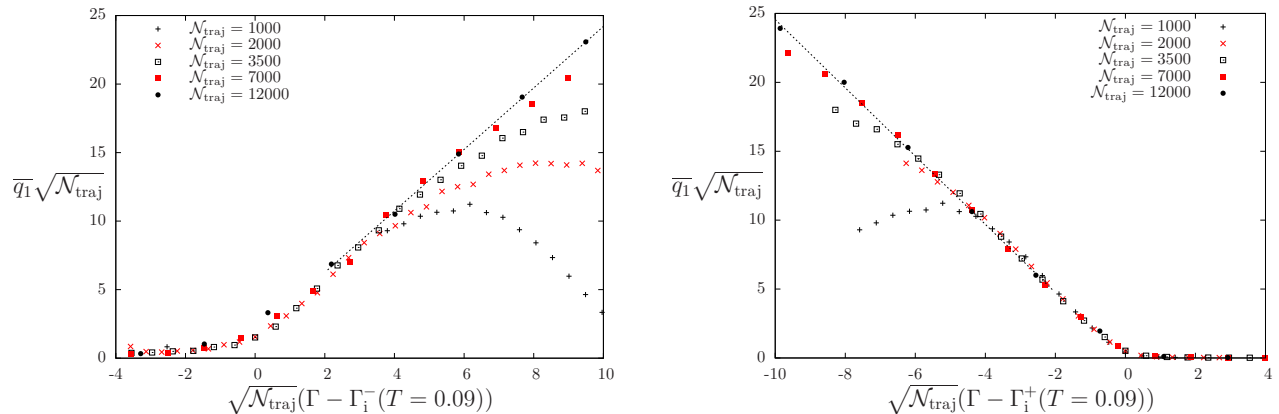 𝒩traj = 1000
𝒩traj = 2000
𝒩traj = 3500
𝒩traj = 7000
𝒩traj = 12000
25
20
15
10
5
0
q̅₁√𝒩traj
-4 -2 0 2 4 6 8 10
√𝒩traj(Γ − Γᵢ⁻(T = 0.09))
𝒩traj = 1000
𝒩traj = 2000
𝒩traj = 3500
𝒩traj = 7000
𝒩traj = 12000
25
20
15
10
5
0
q̅₁√𝒩traj
-10 -8 -6 -4 -2 0 2 4
√𝒩traj(Γ − Γᵢ⁺(T = 0.09))